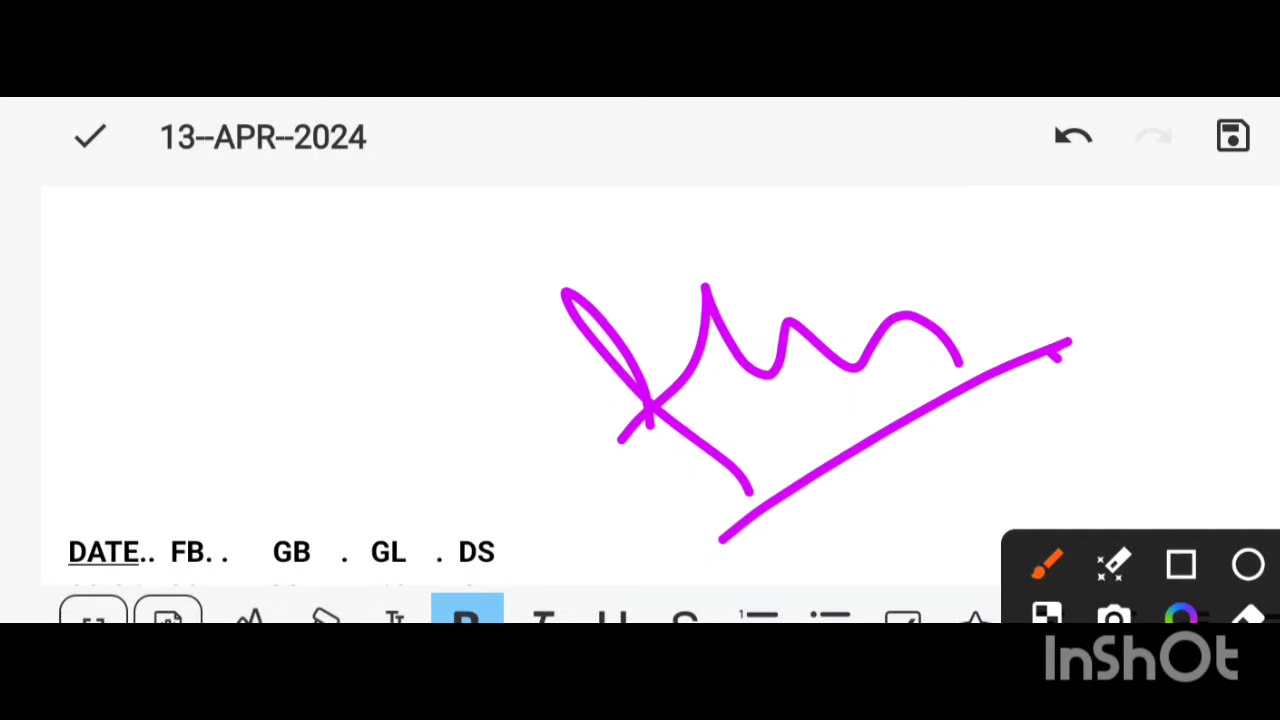 13--APR--2024
DATE.. FB. . GB . GL . DS
InShOt